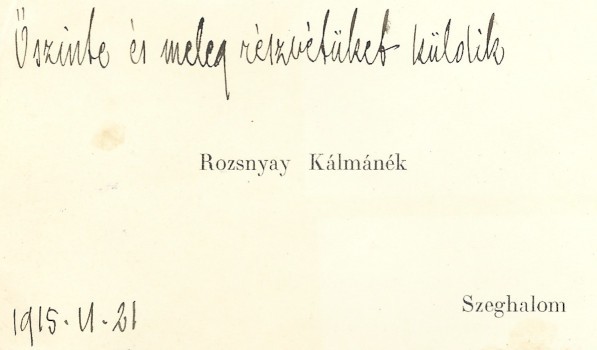 Őszinte és meleg részvétüket küldik
Rozsnyay Kálmánék
Szeghalom
1915. II. 21